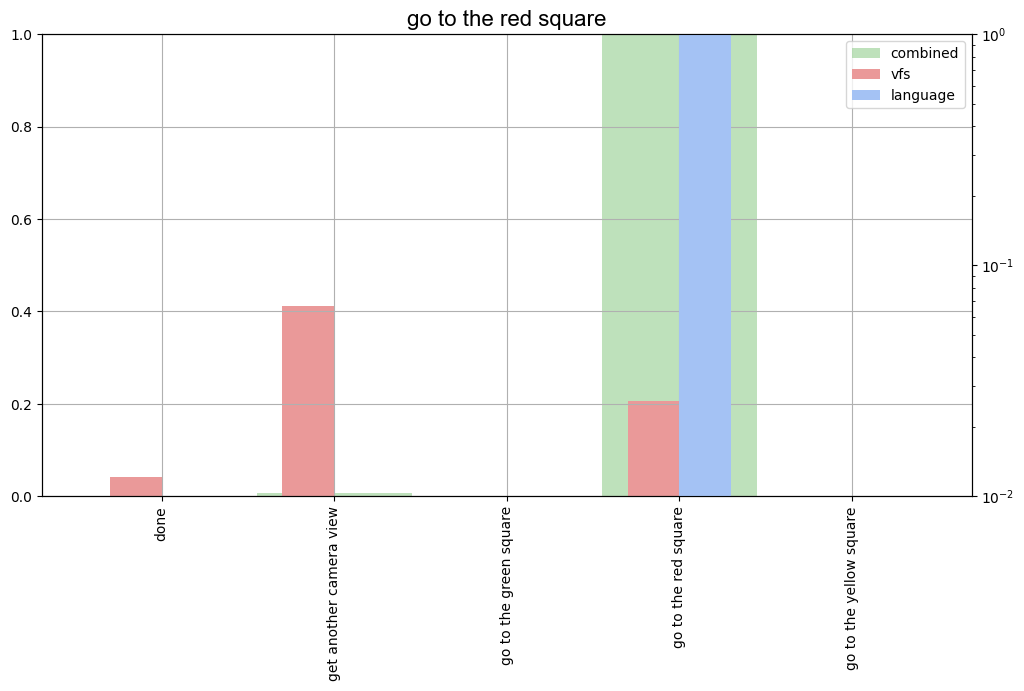 go to the red square
combined
vfs
language
1.0
0.8
0.6
0.4
0.2
0.0
10⁰
10⁻¹
10⁻²
done
get another camera view
go to the green square
go to the red square
go to the yellow square